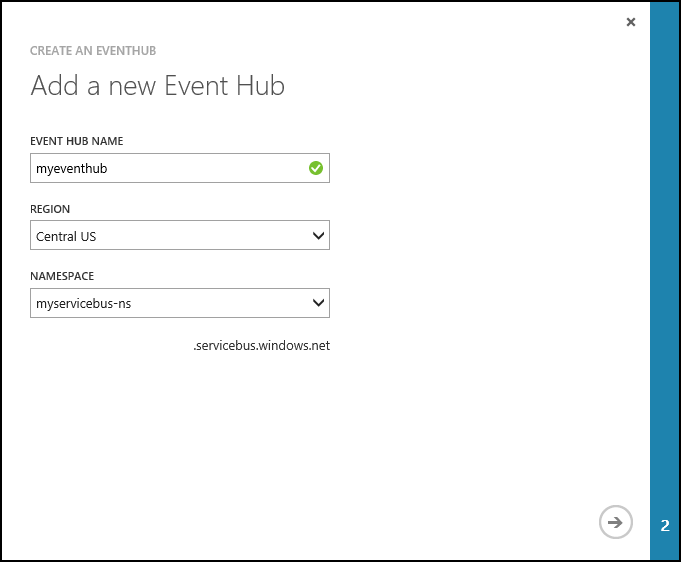 CREATE AN EVENTHUB
Add a new Event Hub
EVENT HUB NAME
myeventhub
REGION
Central US
NAMESPACE
myservicebus-ns
.servicebus.windows.net
2